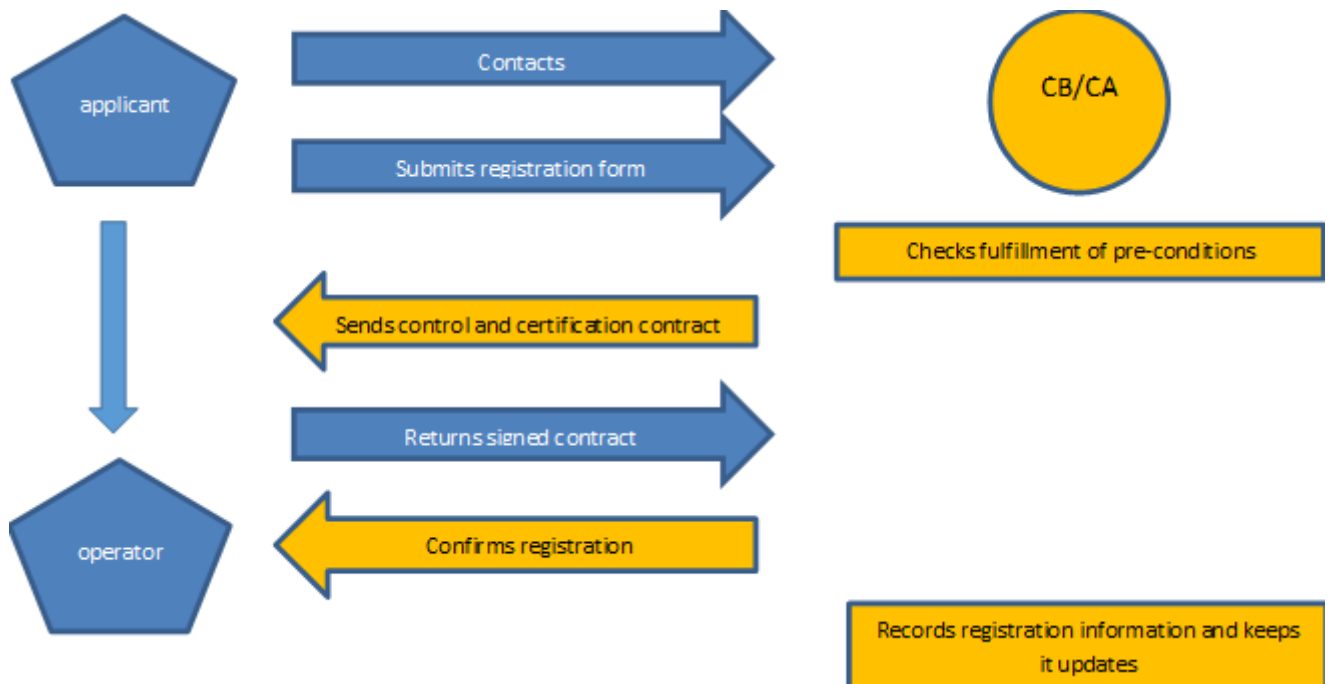 applicant
Contacts
CB/CA
Submits registration form
Checks fulfillment of pre-conditions
Sends control and certification contract
Returns signed contract
operator
Confirms registration
Records registration information and keeps
it updates